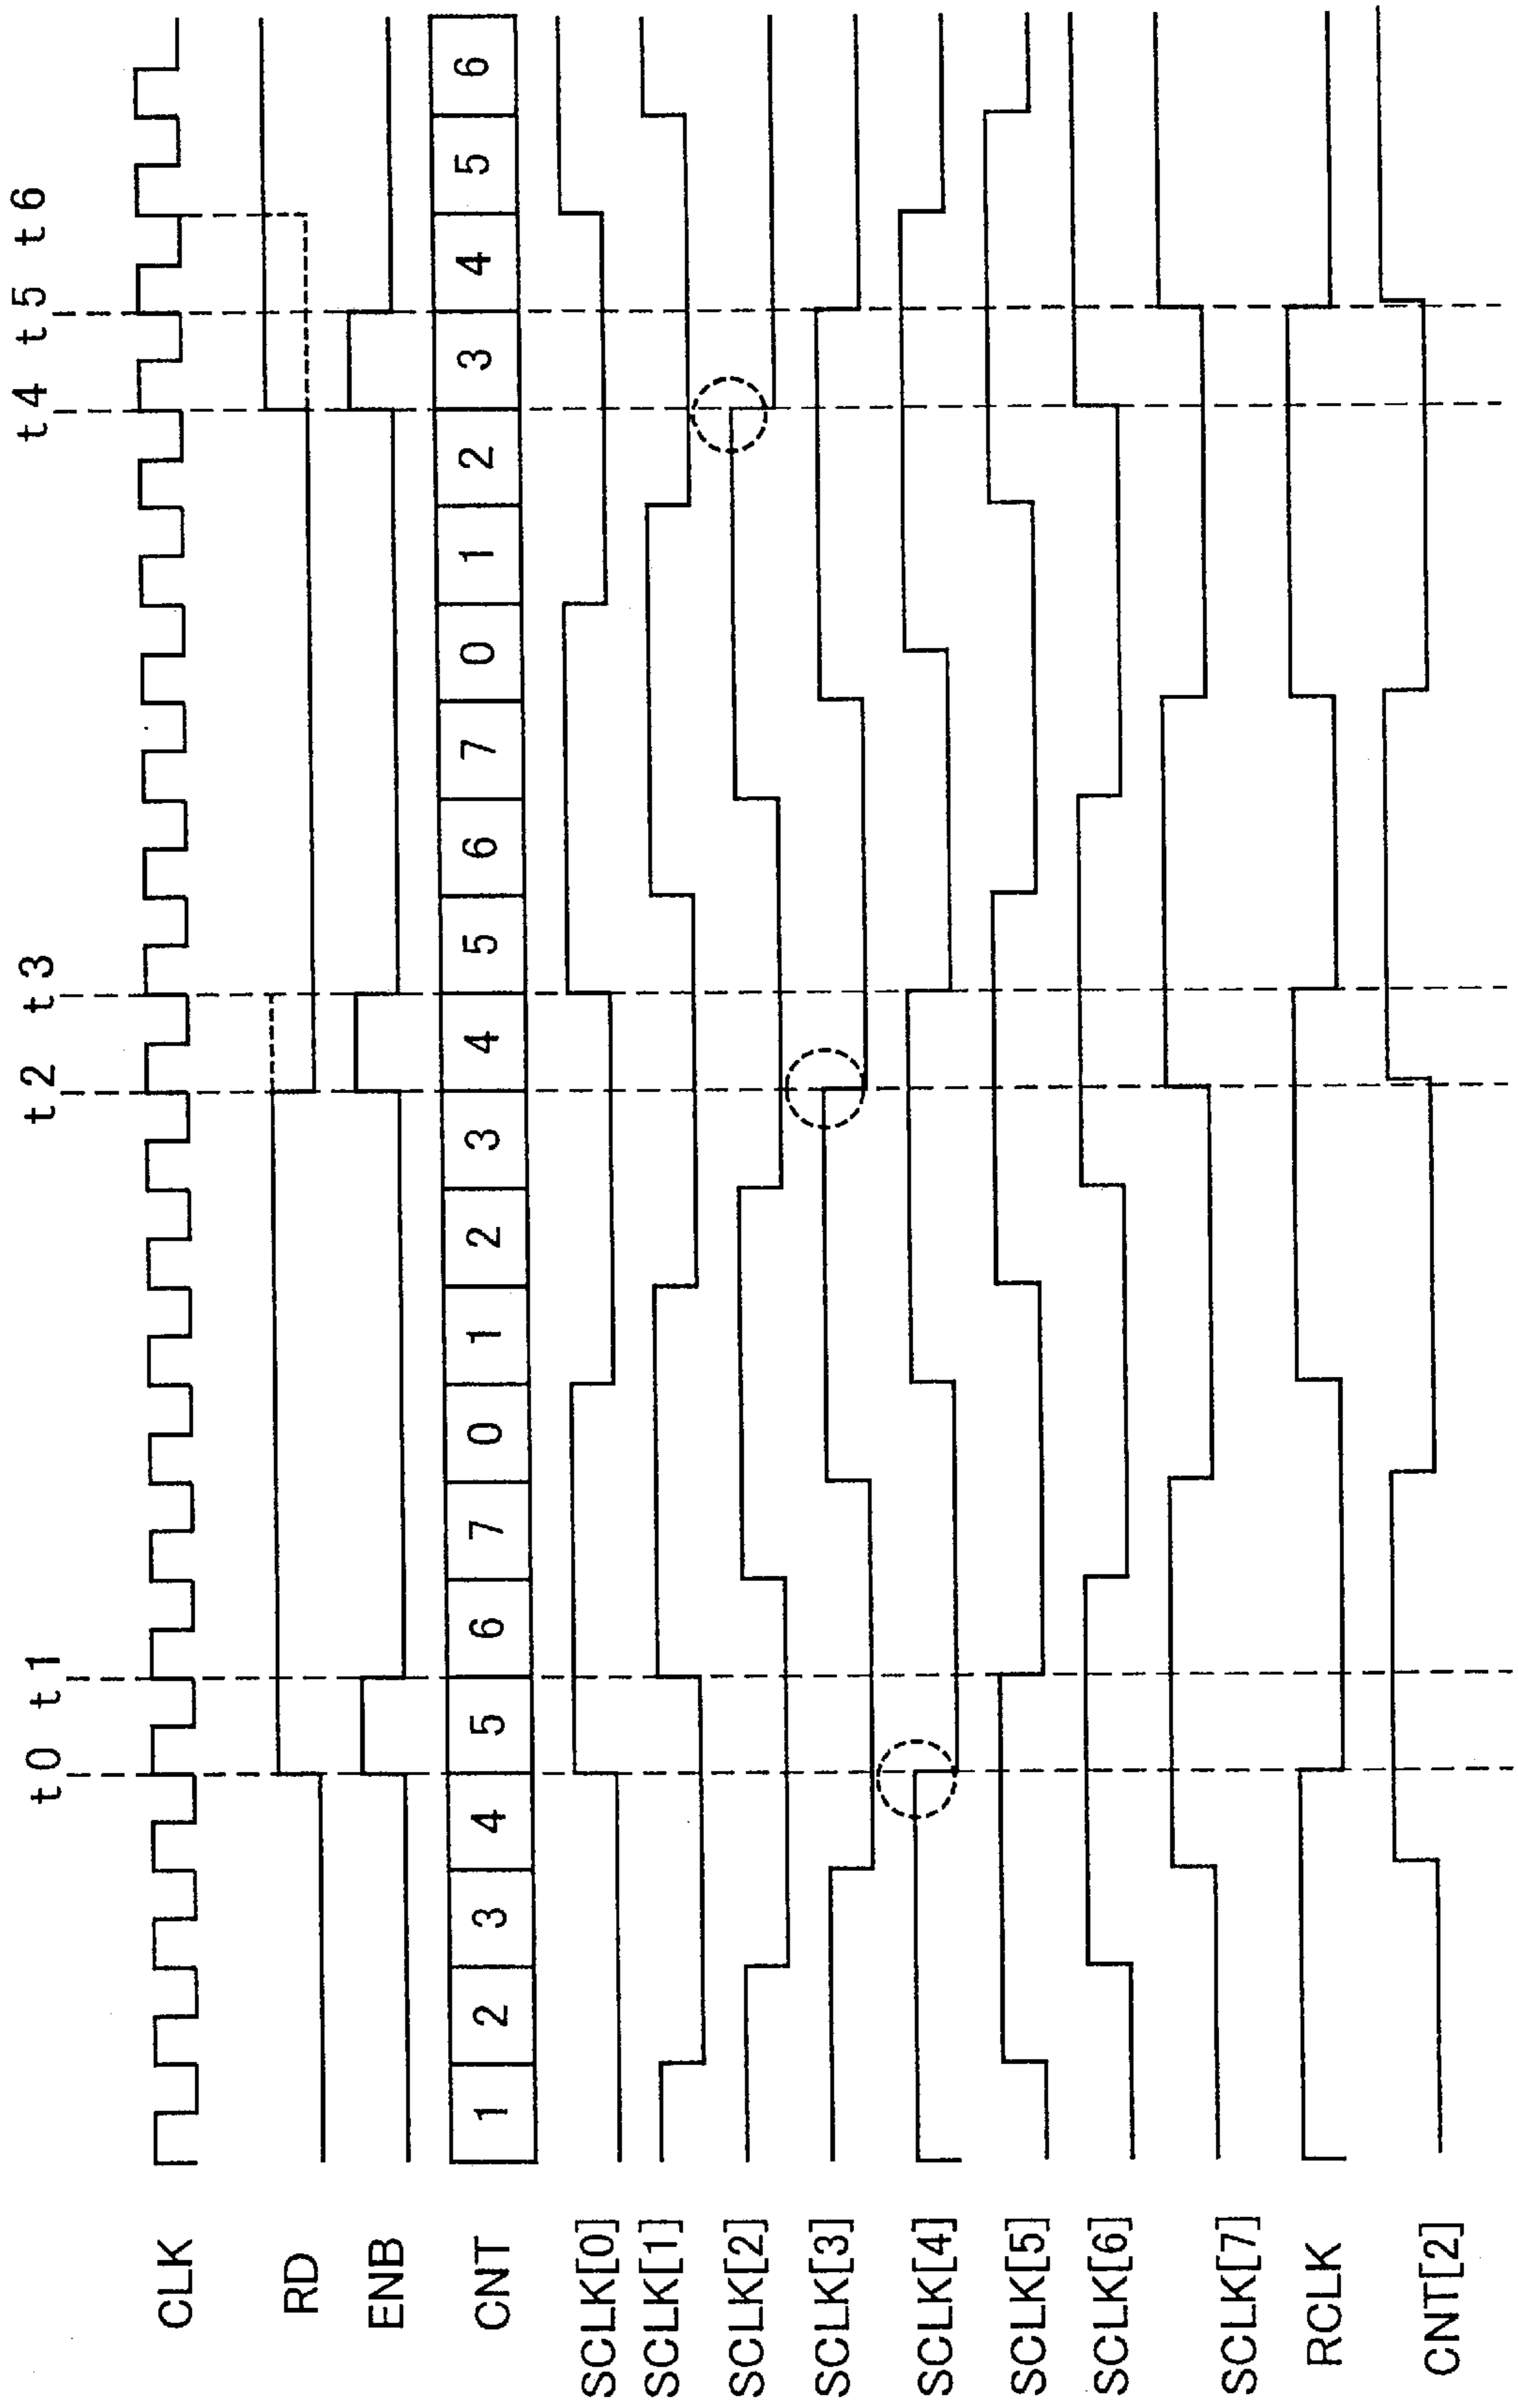 t0 t1 t2 t3 t4 t5 t6
CLK
RD
ENB
CNT 1 2 3 4 5 6 7 0 1 2 3 4 5 6 7 0 1 2 3 4 5 6
SCLK[0]
SCLK[1]
SCLK[2]
SCLK[3]
SCLK[4]
SCLK[5]
SCLK[6]
SCLK[7]
RCLK
CNT[2]